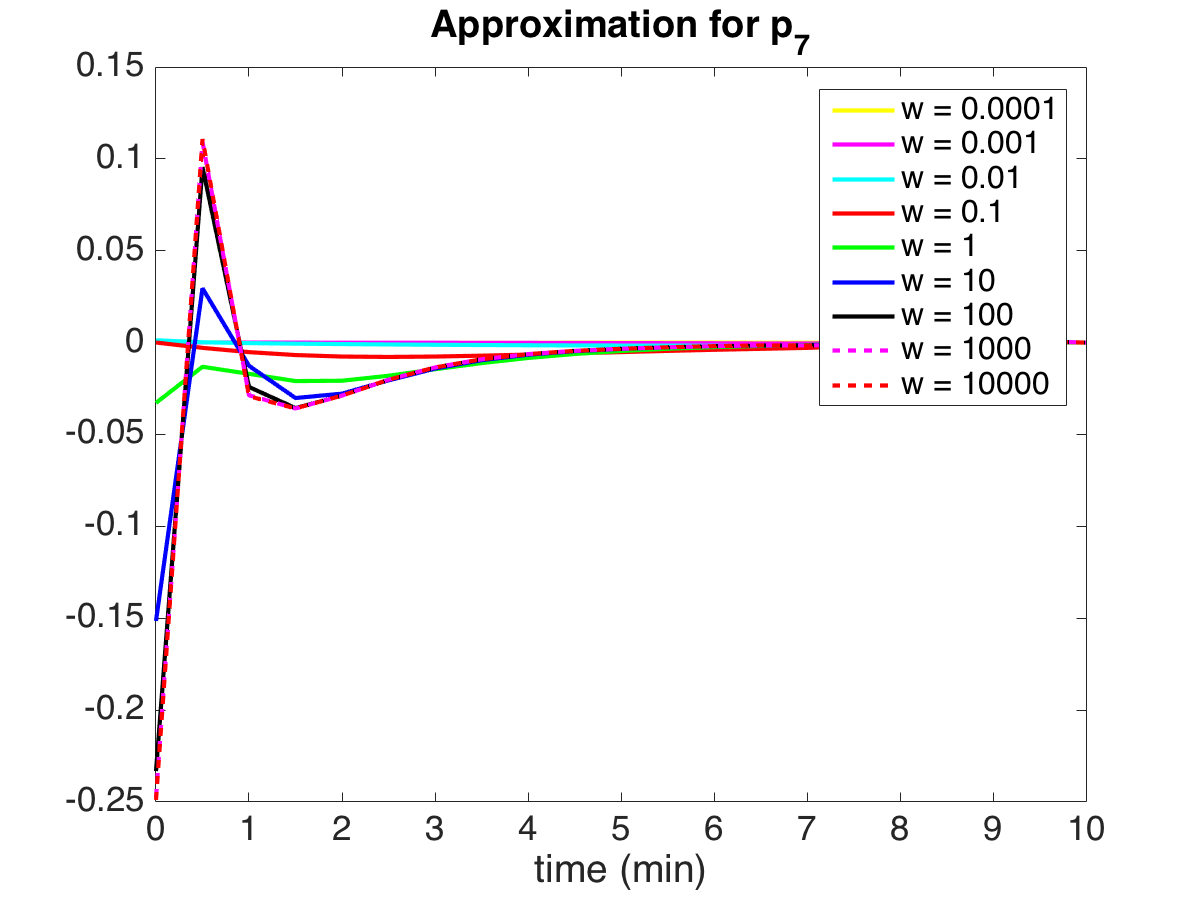 Approximation for p7
0.15
0.1
0.05
0
-0.05
-0.1
-0.15
-0.2
-0.25
w = 0.0001
w = 0.001
w = 0.01
w = 0.1
w = 1
w = 10
w = 100
w = 1000
w = 10000
0 1 2 3 4 5 6 7 8 9 10
time (min)